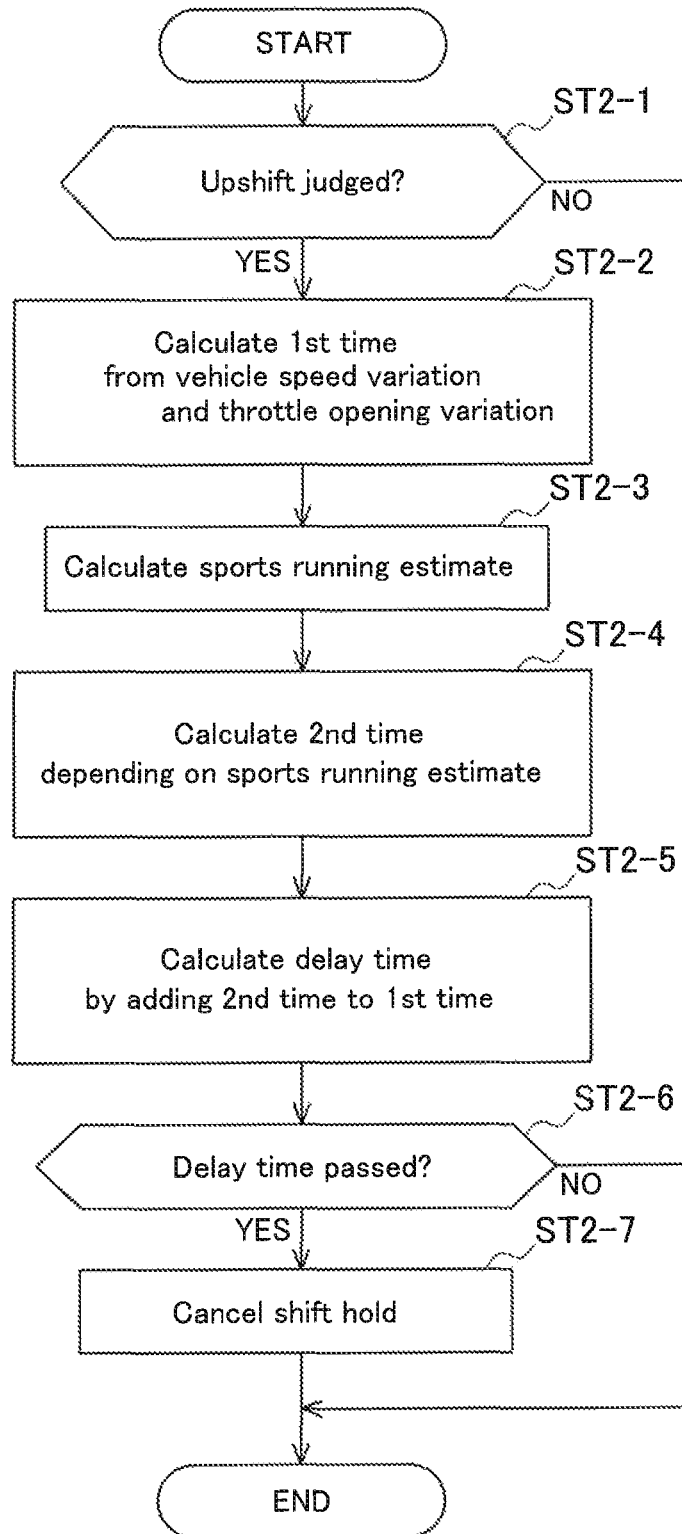 START
ST2-1
Upshift judged?
NO
YES
ST2-2
Calculate 1st time
from vehicle speed variation
and throttle opening variation
ST2-3
Calculate sports running estimate
ST2-4
Calculate 2nd time
depending on sports running estimate
ST2-5
Calculate delay time
by adding 2nd time to 1st time
ST2-6
Delay time passed?
NO
YES
ST2-7
Cancel shift hold
END